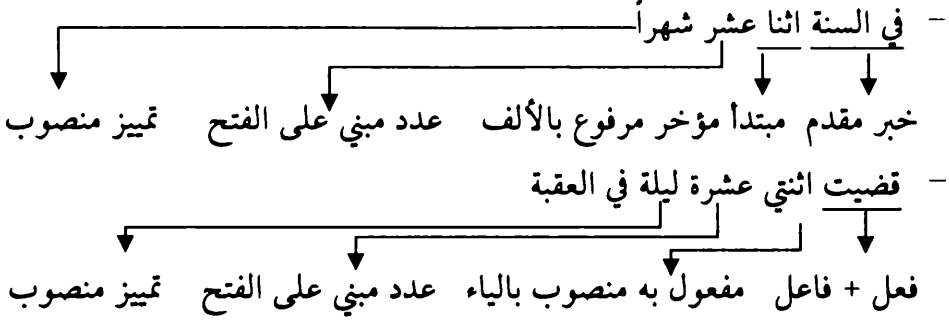 – في السنة اثنا عشر شهراً
خبر مقدم مبتدأ مؤخر مرفوع بالألف عدد مبني على الفتح تمييز منصوب
– قضيت اثنتي عشرة ليلة في العقبة
فعل + فاعل مفعول به منصوب بالياء عدد مبني على الفتح تمييز منصوب